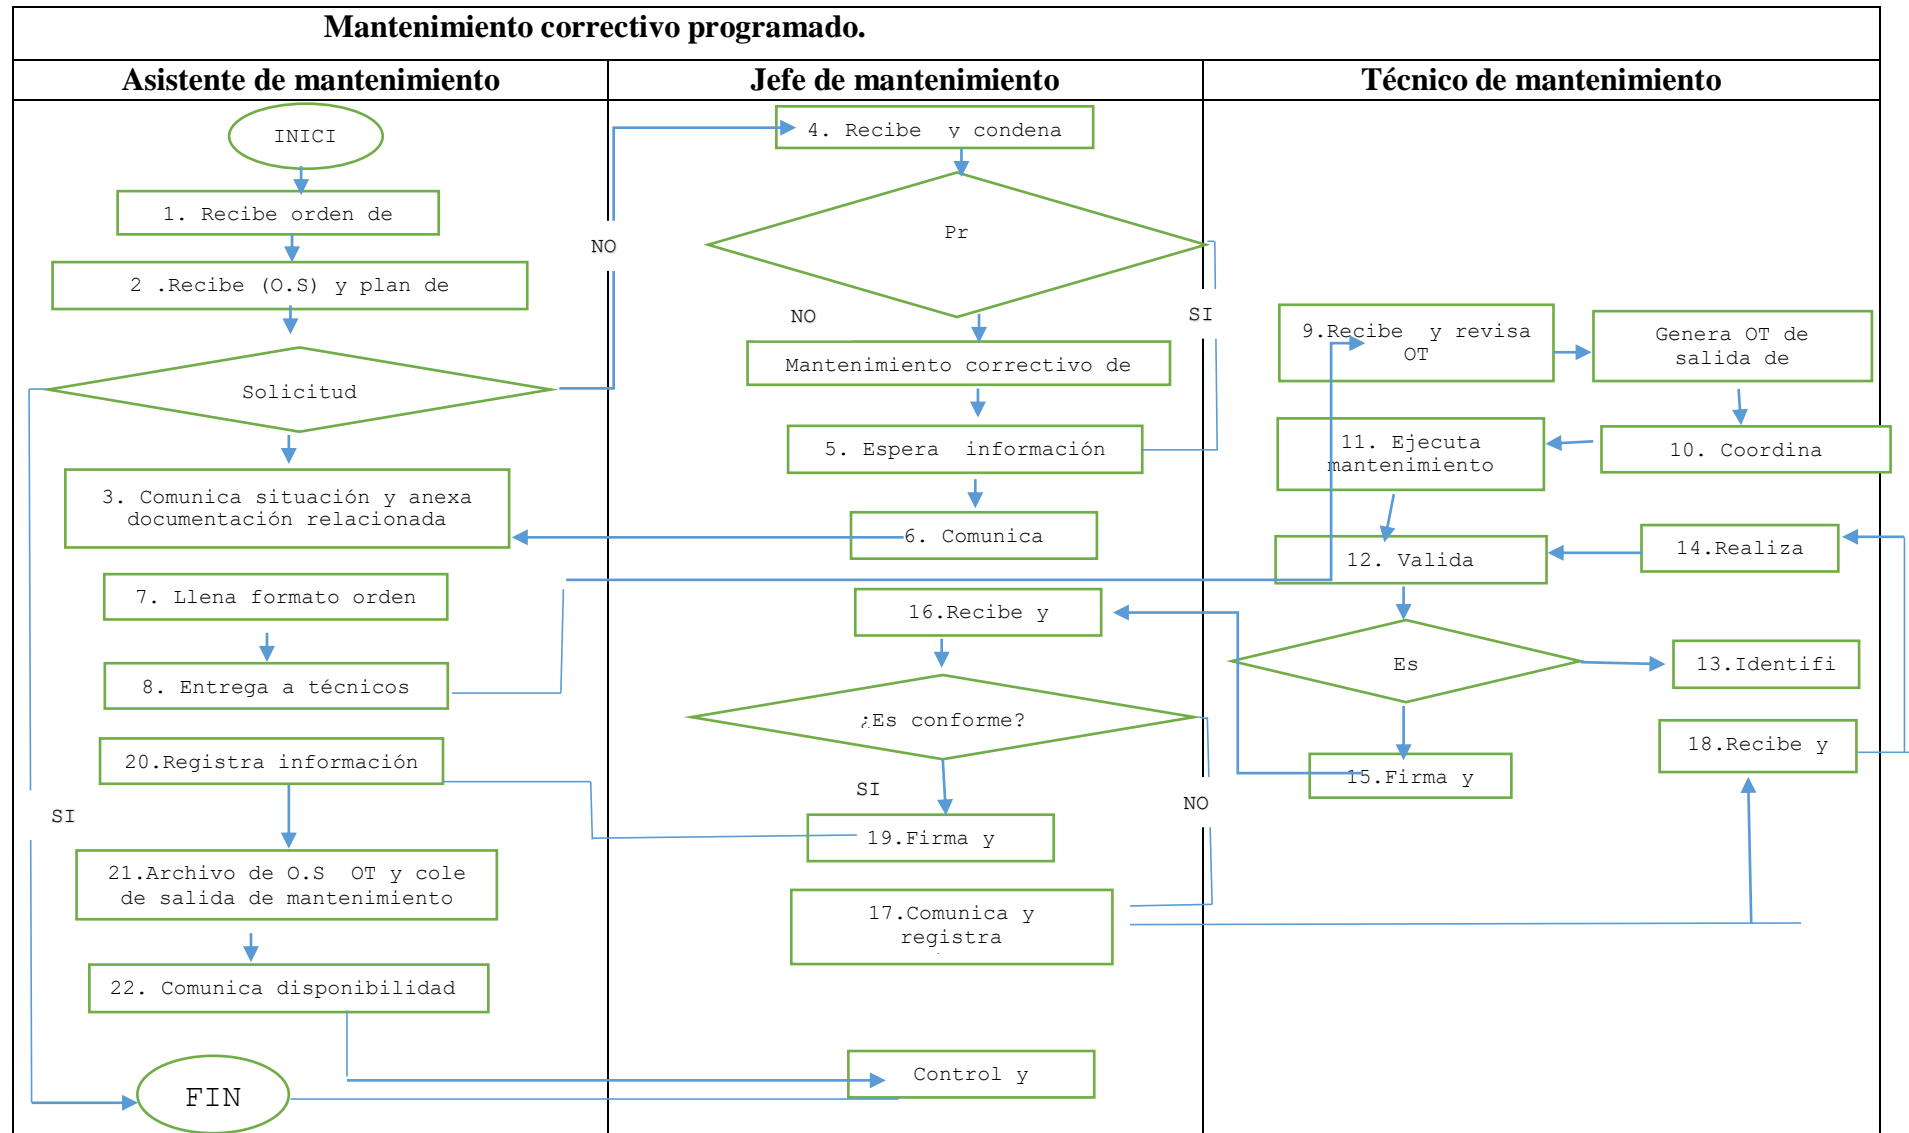 Mantenimiento correctivo programado.
Asistente de mantenimiento
Jefe de mantenimiento
Técnico de mantenimiento
INICI
1. Recibe orden de
2 .Recibe (O.S) y plan de
Solicitud
NO
SI
3. Comunica situación y anexa
documentación relacionada
7. Llena formato orden
8. Entrega a técnicos
20.Registra información
21.Archivo de O.S OT y cole
de salida de mantenimiento
22. Comunica disponibilidad
FIN
4. Recibe y condena
Pr
NO
SI
Mantenimiento correctivo de
5. Espera información
6. Comunica
16.Recibe y
¿Es conforme?
SI
NO
19.Firma y
17.Comunica y
registra
Control y
9.Recibe y revisa
OT
Genera OT de
salida de
11. Ejecuta
mantenimiento
10. Coordina
12. Valida
14.Realiza
Es
13.Identifi
15.Firma y
18.Recibe y